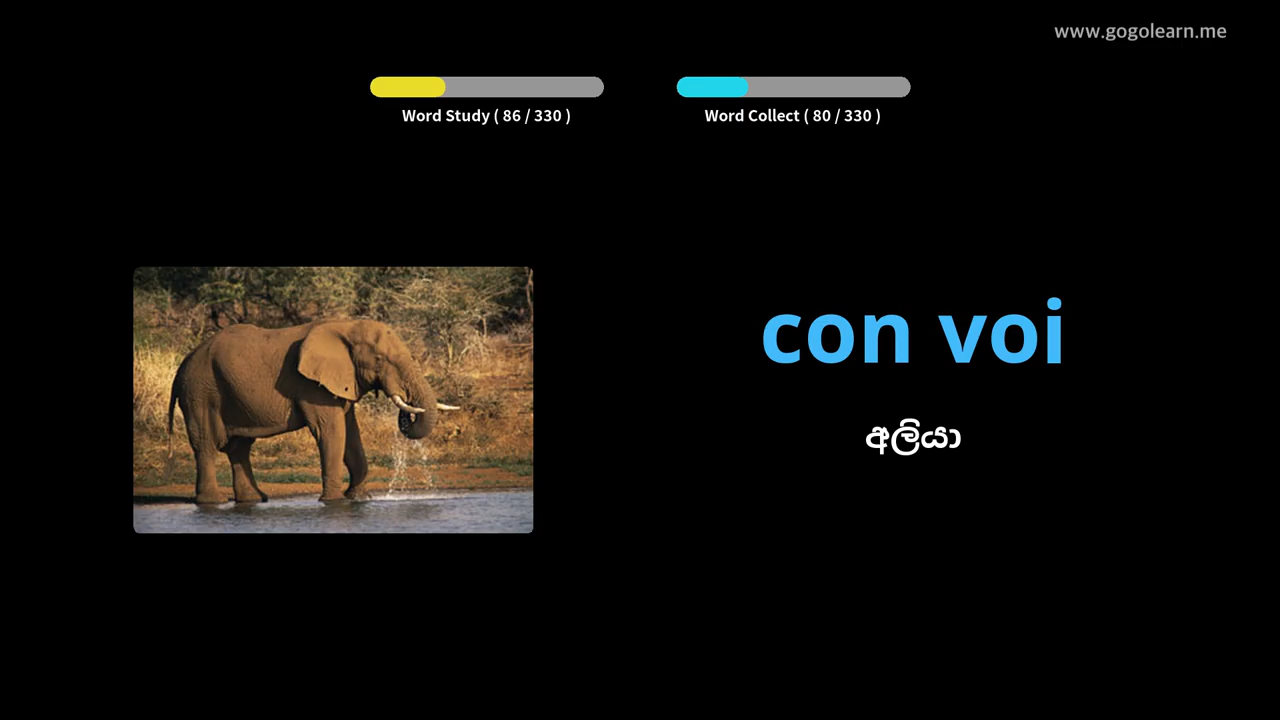 www.gogolearn.me
Word Study ( 86 / 330 )
Word Collect ( 80 / 330 )
con voi
අලියා